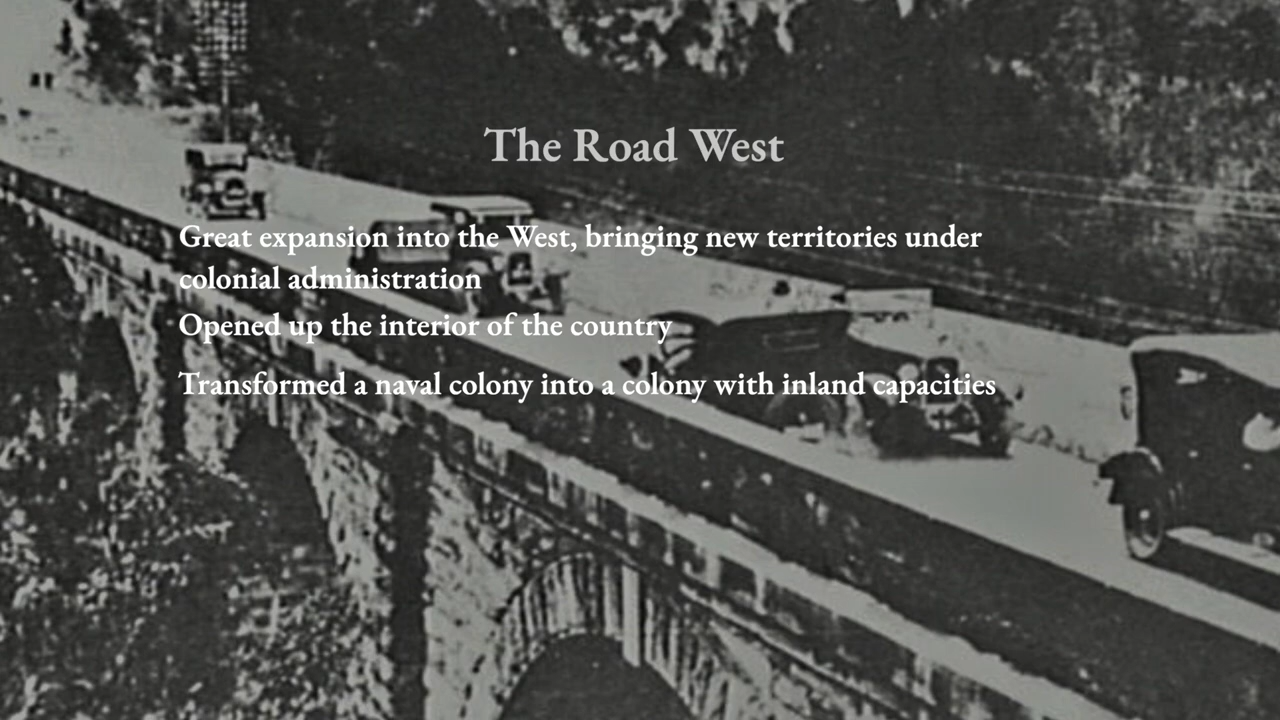 The Road West
Great expansion into the West, bringing new territories under
colonial administration
Opened up the interior of the country
Transformed a naval colony into a colony with inland capacities